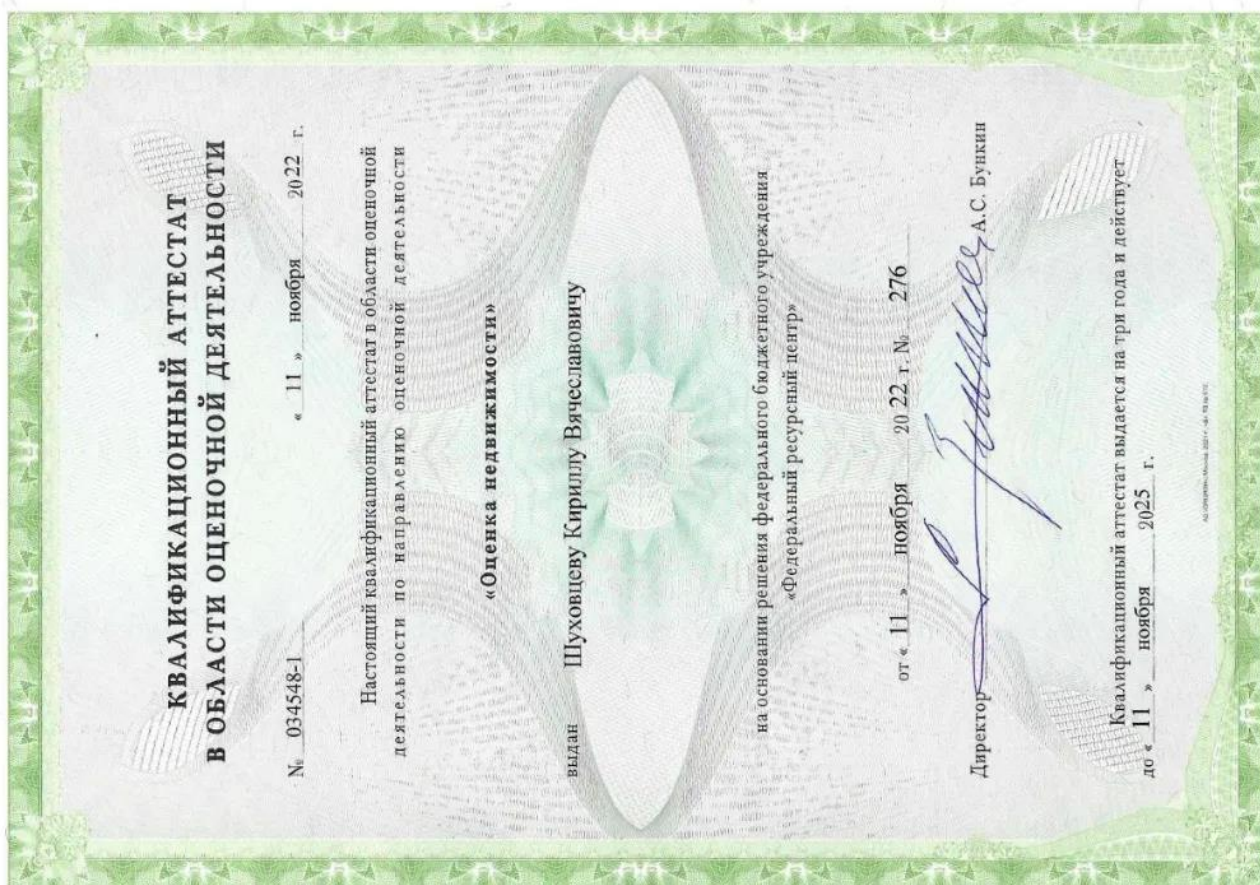 КВАЛИФИКАЦИОННЫЙ АТТЕСТАТ
В ОБЛАСТИ ОЦЕНОЧНОЙ ДЕЯТЕЛЬНОСТИ
№ 034548-1 « 11 » ноября 2022 г.
Настоящий квалификационный аттестат в области оценочной
деятельности по направлению оценочной деятельности
«Оценка недвижимости»
выдан Шуховцеву Кириллу Вячеславовичу
на основании решения федерального бюджетного учреждения
«Федеральный ресурсный центр»
от « 11 » ноября 20 22 г. № 276
Директор А.С. Бункин
Квалификационный аттестат выдается на три года и действует
до « 11 » ноября 2025 г.